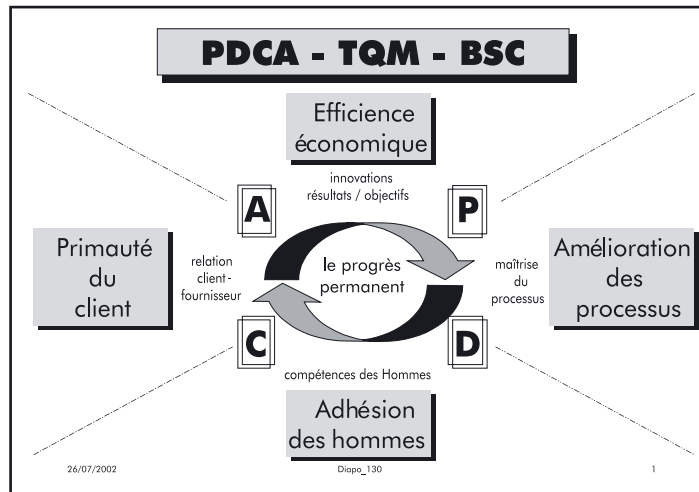 PDCA - TQM - BSC
Efficience
économique
innovations
résultats / objectifs
A
P
Primauté
du
client
relation
client-
fournisseur
le progrès
permanent
maîtrise
du
processus
Amélioration
des
processus
C
D
compétences des Hommes
Adhésion
des hommes
26/07/2002
Diapo_130
1